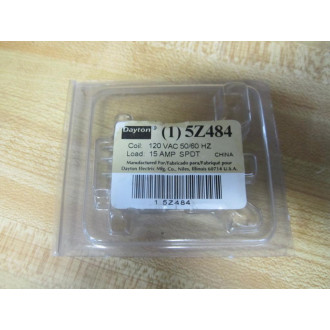 Dayton® (1) 5Z484
Coil: 120 VAC 50/60 HZ
Load: 15 AMP SPDT CHINA
Manufactured For/Fabricado para/Fabriqué pour
Dayton Electric Mfg. Co., Niles, Illinois 60714 U.S.A.
1 5Z484